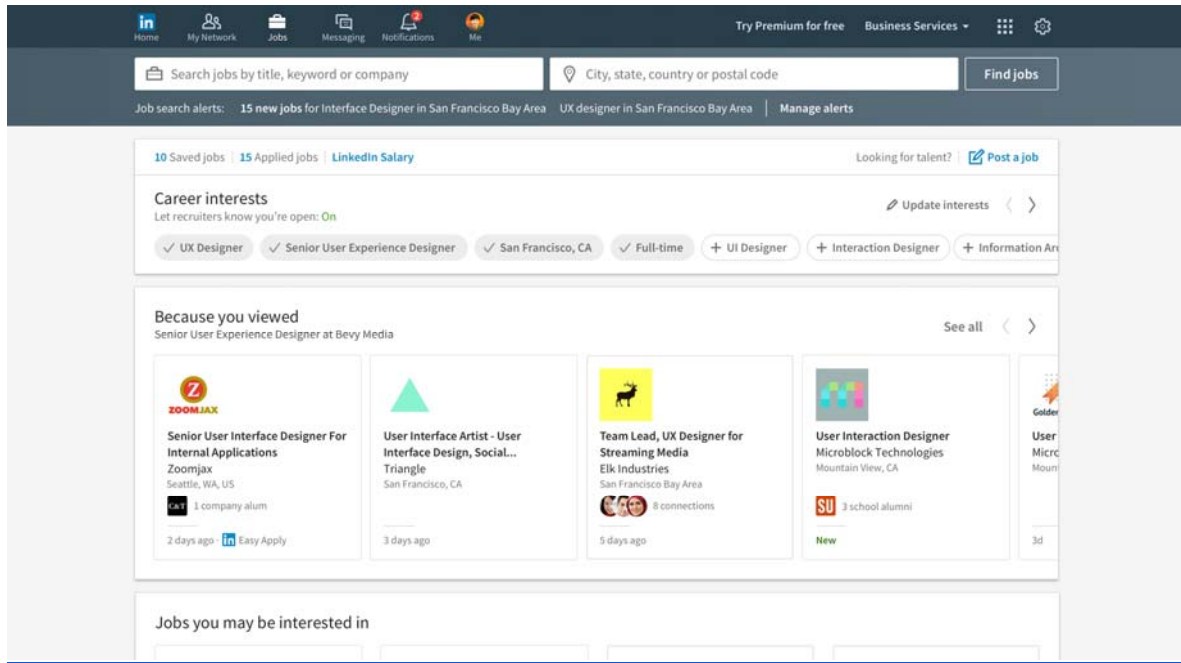 in
2
Home My Network Jobs Messaging Notifications Me Try Premium for free Business Services
Search jobs by title, keyword or company City, state, country or postal code Find jobs
Job search alerts: 15 new jobs for Interface Designer in San Francisco Bay Area UX designer in San Francisco Bay Area Manage alerts
10 Saved jobs 15 Applied jobs LinkedIn Salary Looking for talent? Post a job
Career interests
Let recruiters know you're open: On
Update interests
UX Designer Senior User Experience Designer San Francisco, CA Full-time + UI Designer + Interaction Designer + Information Arc
Because you viewed
Senior User Experience Designer at Bevy Media
See all
Z
ZOOMJAX
Senior User Interface Designer For
Internal Applications
Zoomjax
Seattle, WA, US
C&T 1 company alum
2 days ago · in Easy Apply
User Interface Artist - User
Interface Design, Social...
Triangle
San Francisco, CA
3 days ago
Team Lead, UX Designer for
Streaming Media
Elk Industries
San Francisco Bay Area
8 connections
5 days ago
User Interaction Designer
Microblock Technologies
Mountain View, CA
SU 3 school alumni
New
Golden
User
Micro
Mount
3d
Jobs you may be interested in